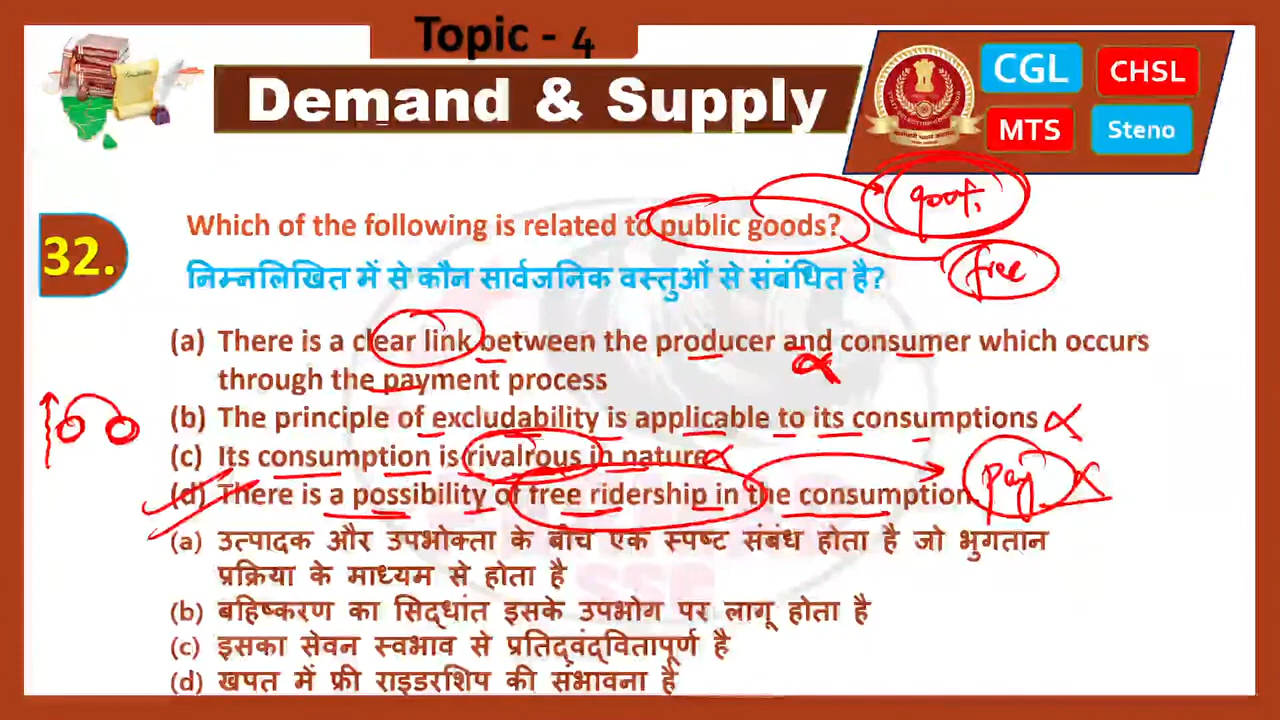 Topic - 4
Demand & Supply
CGL
CHSL
MTS
Steno
govt.
32.
Which of the following is related to public goods?
free
निम्नलिखित में से कौन सार्वजनिक वस्तुओं से संबंधित है?
(a) There is a clear link between the producer and consumer which occurs
through the payment process
(b) The principle of excludability is applicable to its consumptions
(c) Its consumption is rivalrous in nature
(d) There is a possibility of free ridership in the consumption
pay
(a) उत्पादक और उपभोक्ता के बीच एक स्पष्ट संबंध होता है जो भुगतान
प्रक्रिया के माध्यम से होता है
(b) बहिष्करण का सिद्धांत इसके उपभोग पर लागू होता है
(c) इसका सेवन स्वभाव से प्रतिद्वंद्वितापूर्ण है
(d) खपत में फ्री राइडरशिप की संभावना है
SSC